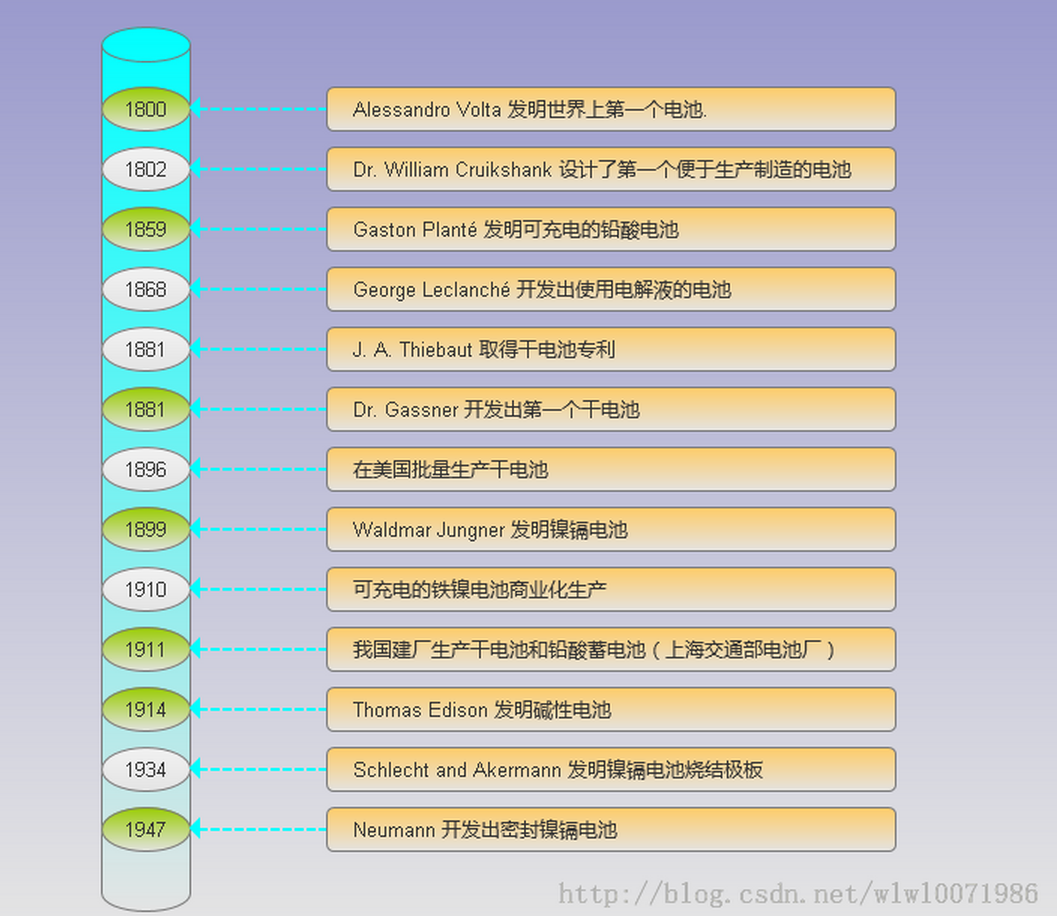 1800 Alessandro Volta 发明世界上第一个电池.
1802 Dr. William Cruikshank 设计了第一个便于生产制造的电池
1859 Gaston Planté 发明可充电的铅酸电池
1868 George Leclanché 开发出使用电解液的电池
1881 J. A. Thiebaut 取得干电池专利
1881 Dr. Gassner 开发出第一个干电池
1896 在美国批量生产干电池
1899 Waldmar Jungner 发明镍镉电池
1910 可充电的铁镍电池商业化生产
1911 我国建厂生产干电池和铅酸蓄电池（上海交通部电池厂）
1914 Thomas Edison 发明碱性电池
1934 Schlecht and Akermann 发明镍镉电池烧结极板
1947 Neumann 开发出密封镍镉电池
http://blog.csdn.net/wlwl0071986